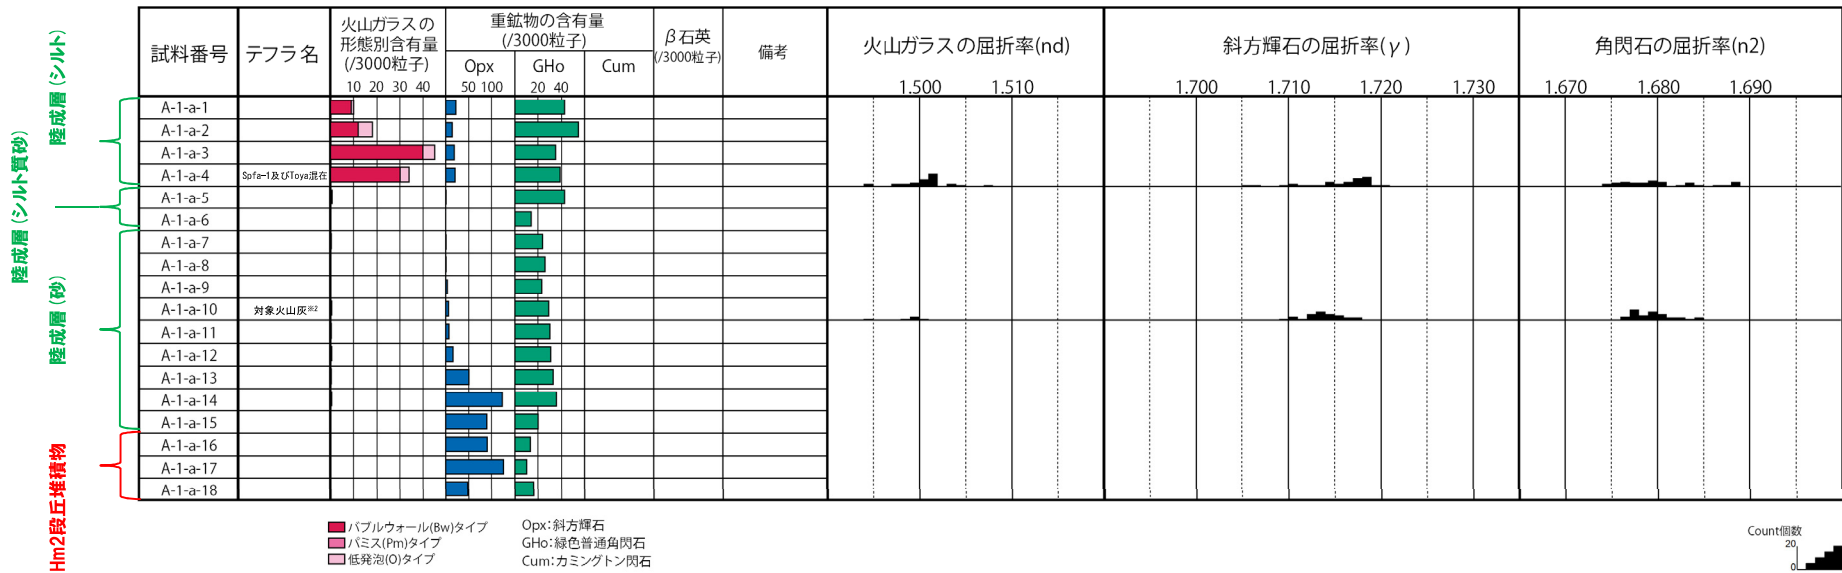 試料番号
テフラ名
火山ガラスの
形態別含有量
(/3000粒子)
10 20 30 40
重鉱物の含有量
(/3000粒子)
Opx
50 100
GHo
20 40
Cum
β石英
(/3000粒子)
備考
火山ガラスの屈折率(nd)
1.500 1.510
斜方輝石の屈折率(γ)
1.700 1.710 1.720 1.730
角閃石の屈折率(n2)
1.670 1.680 1.690
陸成層(シルト質砂)
陸成層(シルト)
陸成層(砂)
Hm2段丘堆積物
A-1-a-1
A-1-a-2
A-1-a-3
A-1-a-4 Spfa-1及びToya混在
A-1-a-5
A-1-a-6
A-1-a-7
A-1-a-8
A-1-a-9
A-1-a-10 対象火山灰※2
A-1-a-11
A-1-a-12
A-1-a-13
A-1-a-14
A-1-a-15
A-1-a-16
A-1-a-17
A-1-a-18
バブルウォール(Bw)タイプ
パミス(Pm)タイプ
低発泡(O)タイプ
Opx:斜方輝石
GHo:緑色普通角閃石
Cum:カミングトン閃石
Count個数
20
0